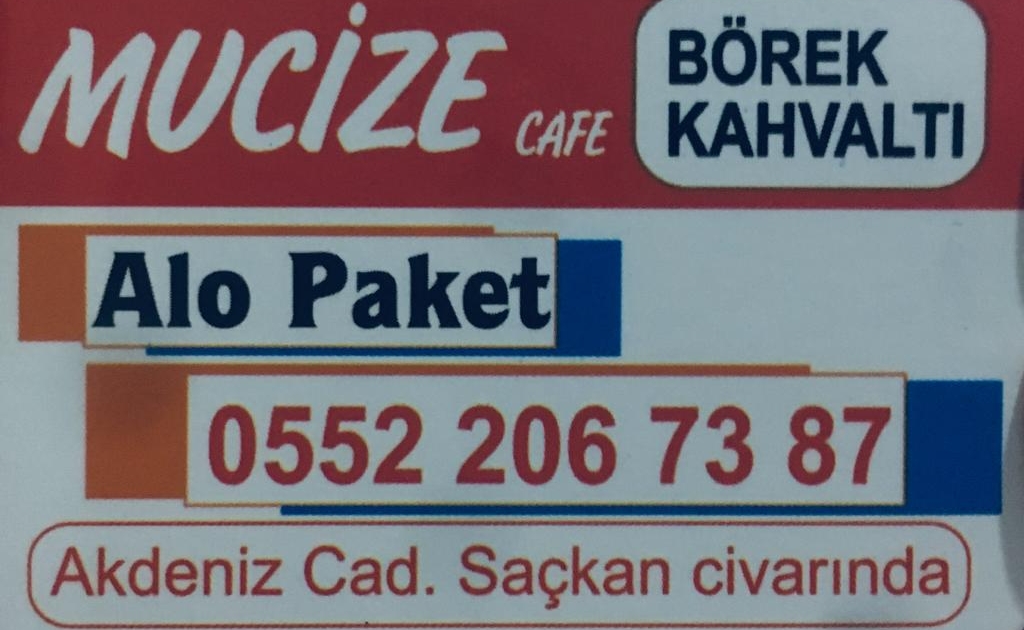 MUCİZE CAFE
BÖREK
KAHVALTI
Alo Paket
0552 206 73 87
Akdeniz Cad. Saçkan civarında